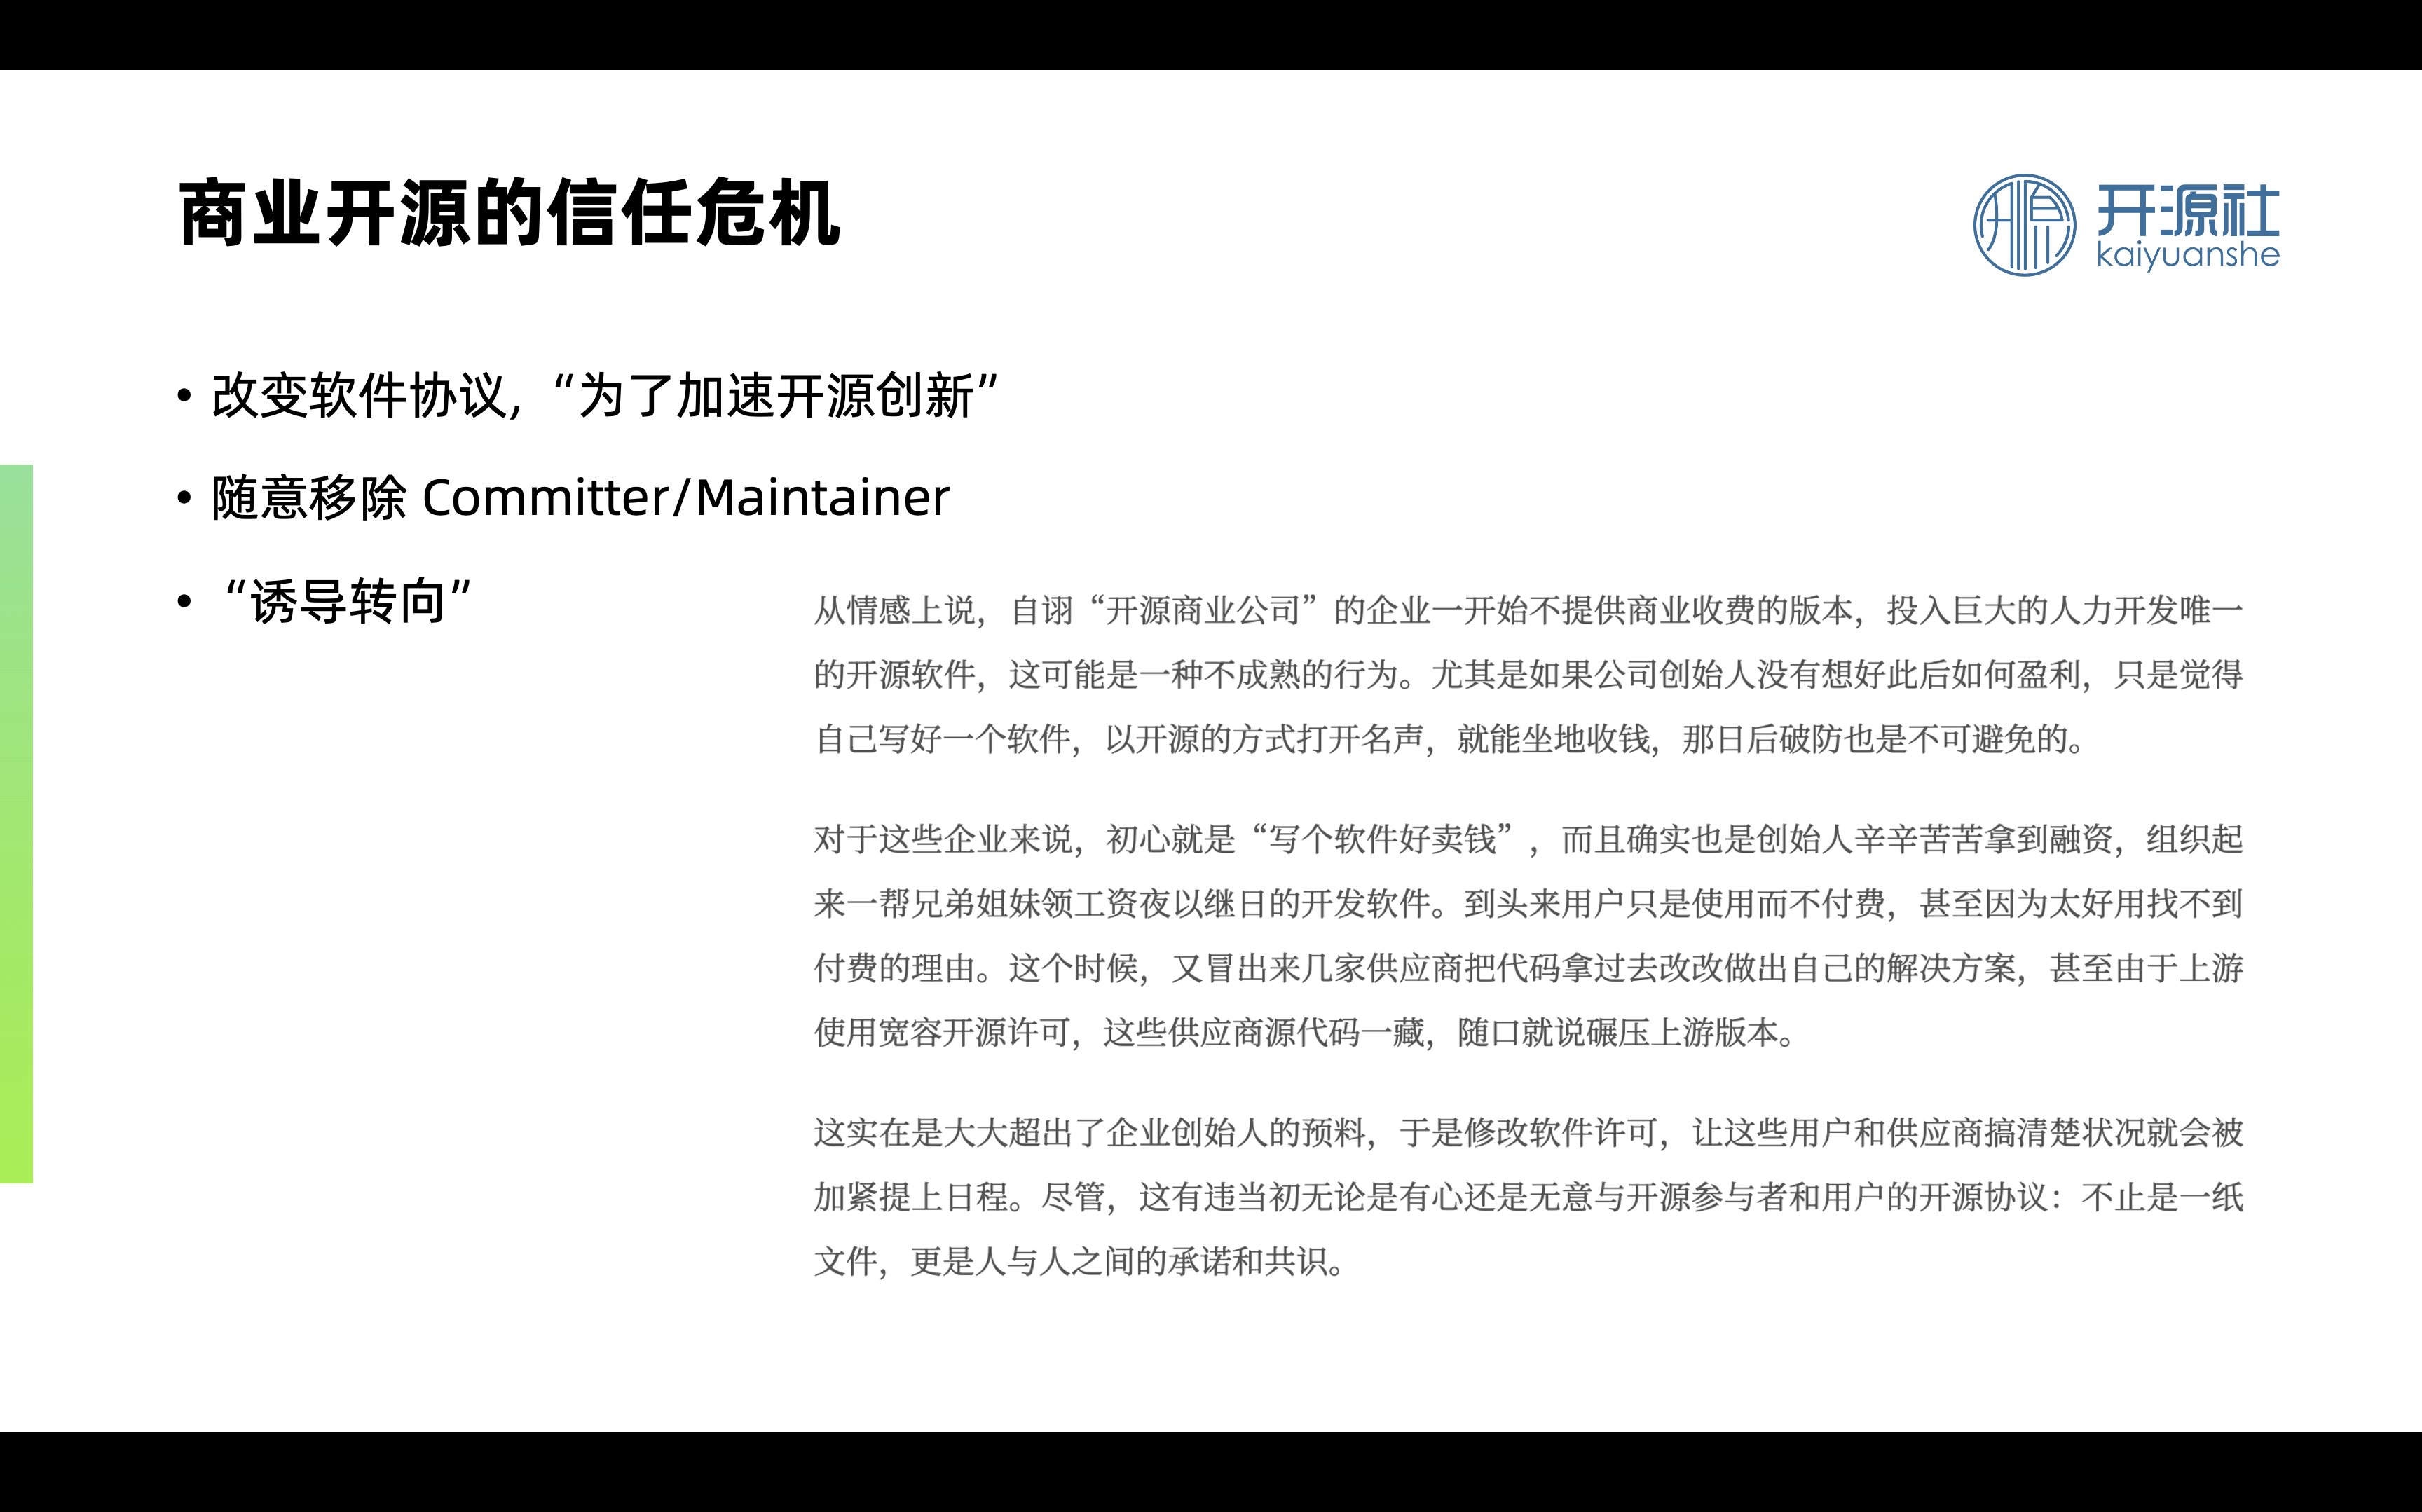 商业开源的信任危机
开源社
kaiyuanshe
• 改变软件协议，“为了加速开源创新”
• 随意移除 Committer/Maintainer
• “诱导转向”
从情感上说，自诩“开源商业公司”的企业一开始不提供商业收费的版本，投入巨大的人力开发唯一
的开源软件，这可能是一种不成熟的行为。尤其是如果公司创始人没有想好此后如何盈利，只是觉得
自己写好一个软件，以开源的方式打开名声，就能坐地收钱，那日后破防也是不可避免的。
对于这些企业来说，初心就是“写个软件好卖钱”，而且确实也是创始人辛辛苦苦拿到融资，组织起
来一帮兄弟姐妹领工资夜以继日的开发软件。到头来用户只是使用而不付费，甚至因为太好用找不到
付费的理由。这个时候，又冒出来几家供应商把代码拿过去改改做出自己的解决方案，甚至由于上游
使用宽容开源许可，这些供应商源代码一藏，随口就说碾压上游版本。
这实在是大大超出了企业创始人的预料，于是修改软件许可，让这些用户和供应商搞清楚状况就会被
加紧提上日程。尽管，这有违当初无论是有心还是无意与开源参与者和用户的开源协议：不止是一纸
文件，更是人与人之间的承诺和共识。